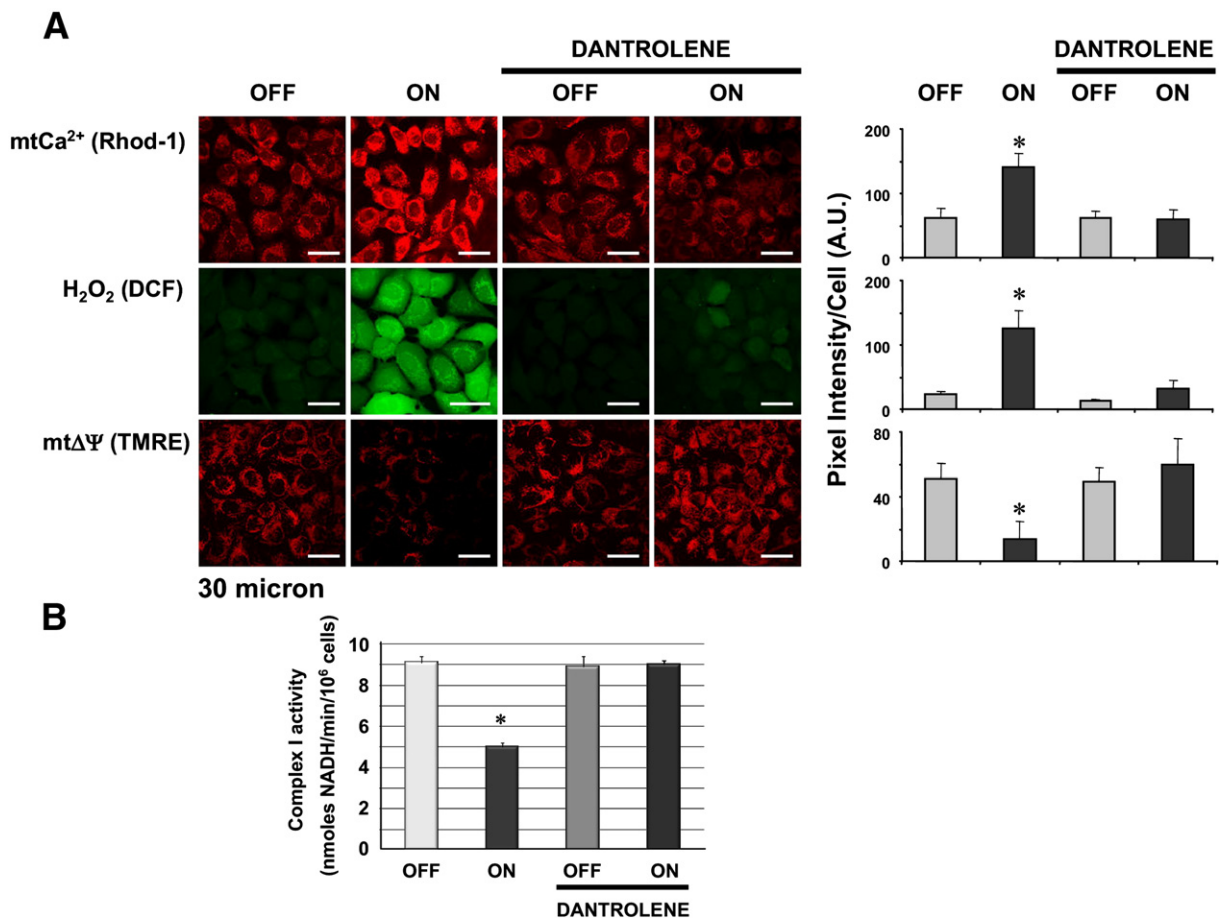 A
DANTROLENE
OFF ON OFF ON
mtCa²⁺ (Rhod-1)
H₂O₂ (DCF)
mtΔΨ (TMRE)
30 micron
DANTROLENE
OFF ON OFF ON
Pixel Intensity/Cell (A.U.)
200
*
100
0
200
*
100
0
80
40
*
0
B
Complex I activity
(nmoles NADH/min/10⁶ cells)
10
8
6
*
4
2
0
OFF ON OFF ON
DANTROLENE